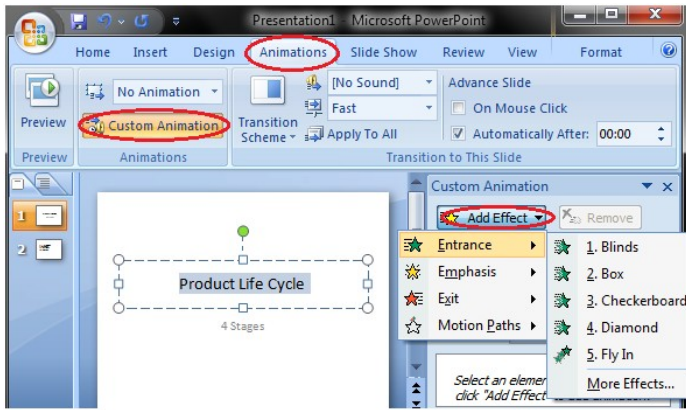 Presentation1 - Microsoft PowerPoint
Home Insert Design Animations Slide Show Review View Format
No Animation [No Sound] Advance Slide
Preview Custom Animation Transition Scheme Fast On Mouse Click
Apply To All Automatically After: 00:00
Preview Animations Transition to This Slide
Custom Animation
1 Add Effect Remove
Entrance 1. Blinds
2 Emphasis 2. Box
Product Life Cycle Exit 3. Checkerboard
4 Stages Motion Paths 4. Diamond
5. Fly In
Select an elemen More Effects...
click "Add Effect"